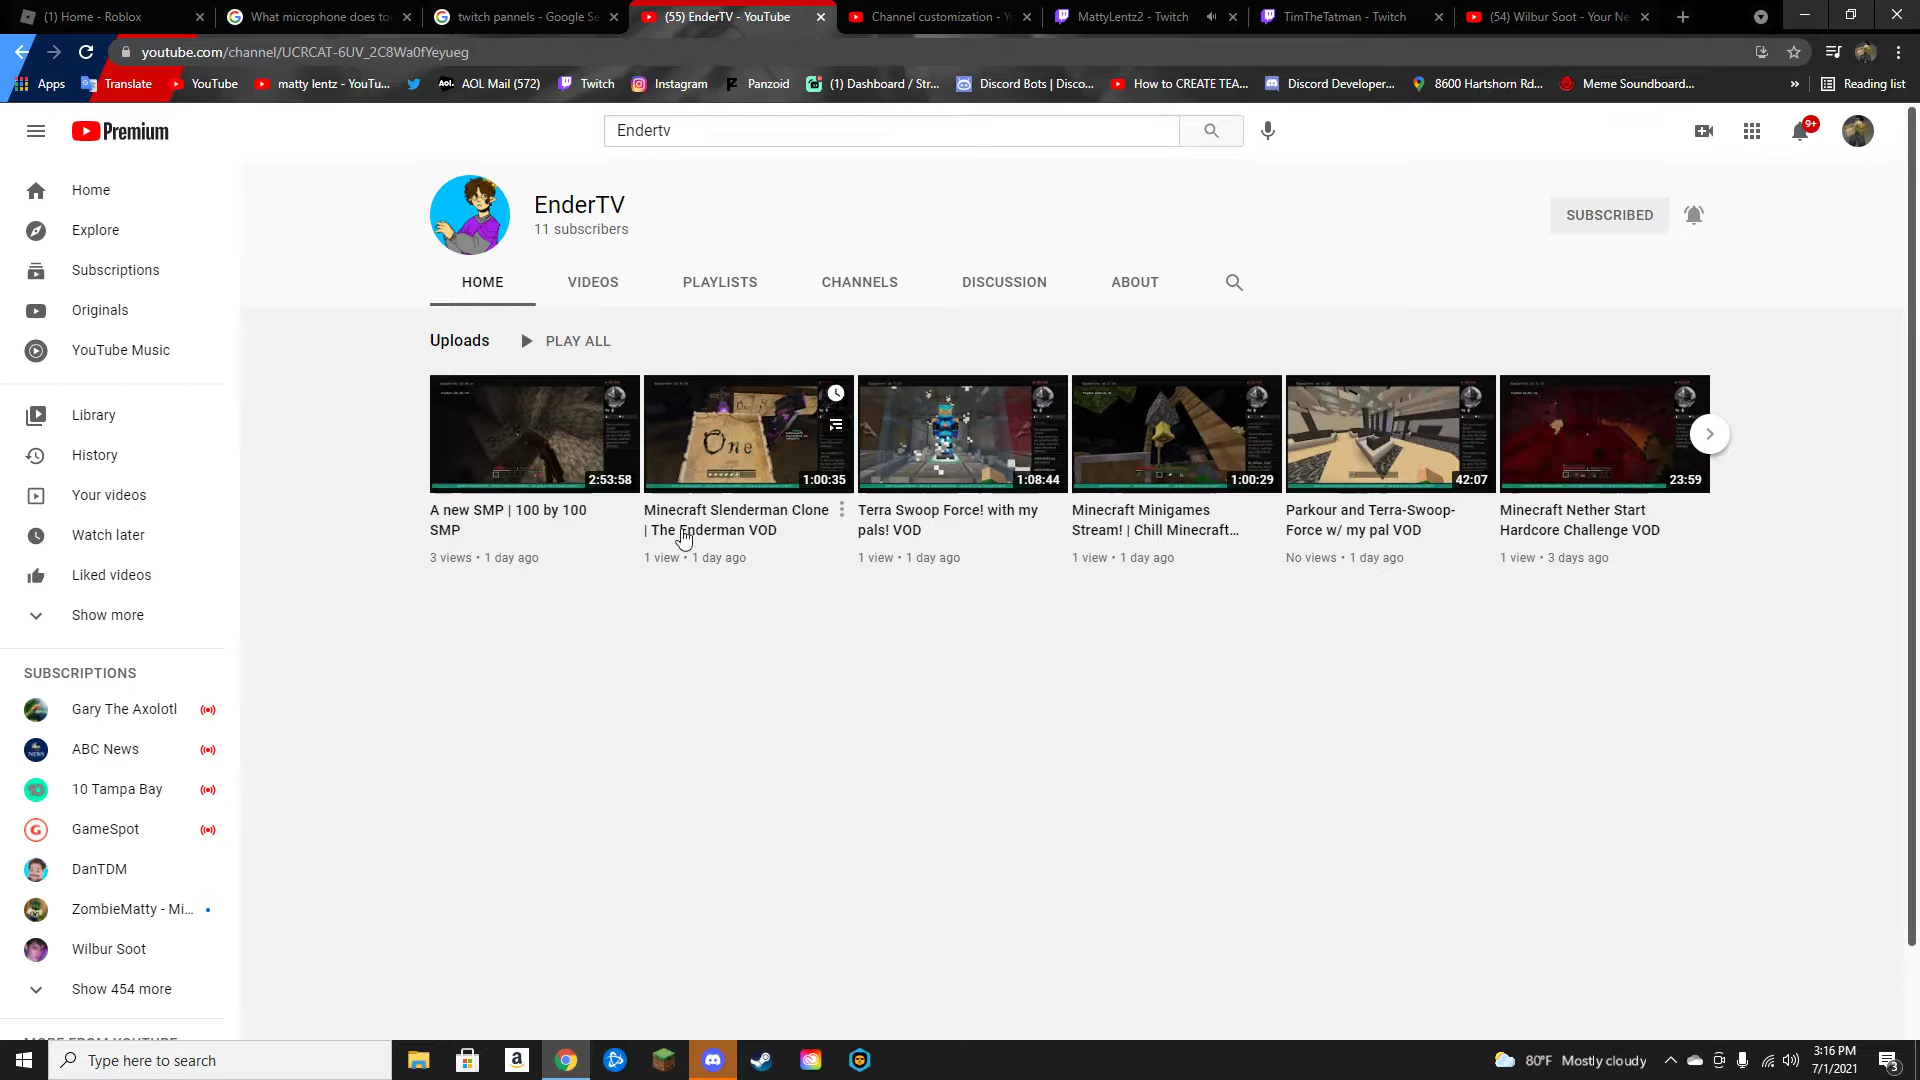 (1) Home - Roblox
What microphone does to
twitch pannels - Google Se
(55) EnderTV - YouTube
Channel customization - Y
MattyLentz2 - Twitch
TimTheTatman - Twitch
(54) Wilbur Soot - Your Ne
youtube.com/channel/UCRCAT-6UV_2C8Wa0fYeyueg
Apps
Translate
YouTube
matty lentz - YouTu...
Aol.
AOL Mail (572)
Twitch
Instagram
Panzoid
(1) Dashboard / Str...
Discord Bots | Disco...
How to CREATE TEA...
Discord Developer...
8600 Hartshorn Rd...
Meme Soundboard...
»
Reading list
Premium
Endertv
9+
Home
Explore
Subscriptions
Originals
YouTube Music
Library
History
Your videos
Watch later
Liked videos
Show more
SUBSCRIPTIONS
Gary The Axolotl
ABC News
10 Tampa Bay
GameSpot
DanTDM
ZombieMatty - Mi...
Wilbur Soot
Show 454 more
MORE FROM YOUTUBE
EnderTV
11 subscribers
SUBSCRIBED
HOME
VIDEOS
PLAYLISTS
CHANNELS
DISCUSSION
ABOUT
Uploads
PLAY ALL
2:53:58
A new SMP | 100 by 100
SMP
3 views • 1 day ago
One
1:00:35
Minecraft Slenderman Clone
| The Enderman VOD
1 view • 1 day ago
1:08:44
Terra Swoop Force! with my
pals! VOD
1 view • 1 day ago
1:00:29
Minecraft Minigames
Stream! | Chill Minecraft...
1 view • 1 day ago
42:07
Parkour and Terra-Swoop-
Force w/ my pal VOD
No views • 1 day ago
23:59
Minecraft Nether Start
Hardcore Challenge VOD
1 view • 3 days ago
Type here to search
80°F Mostly cloudy
3:16 PM
7/1/2021
3